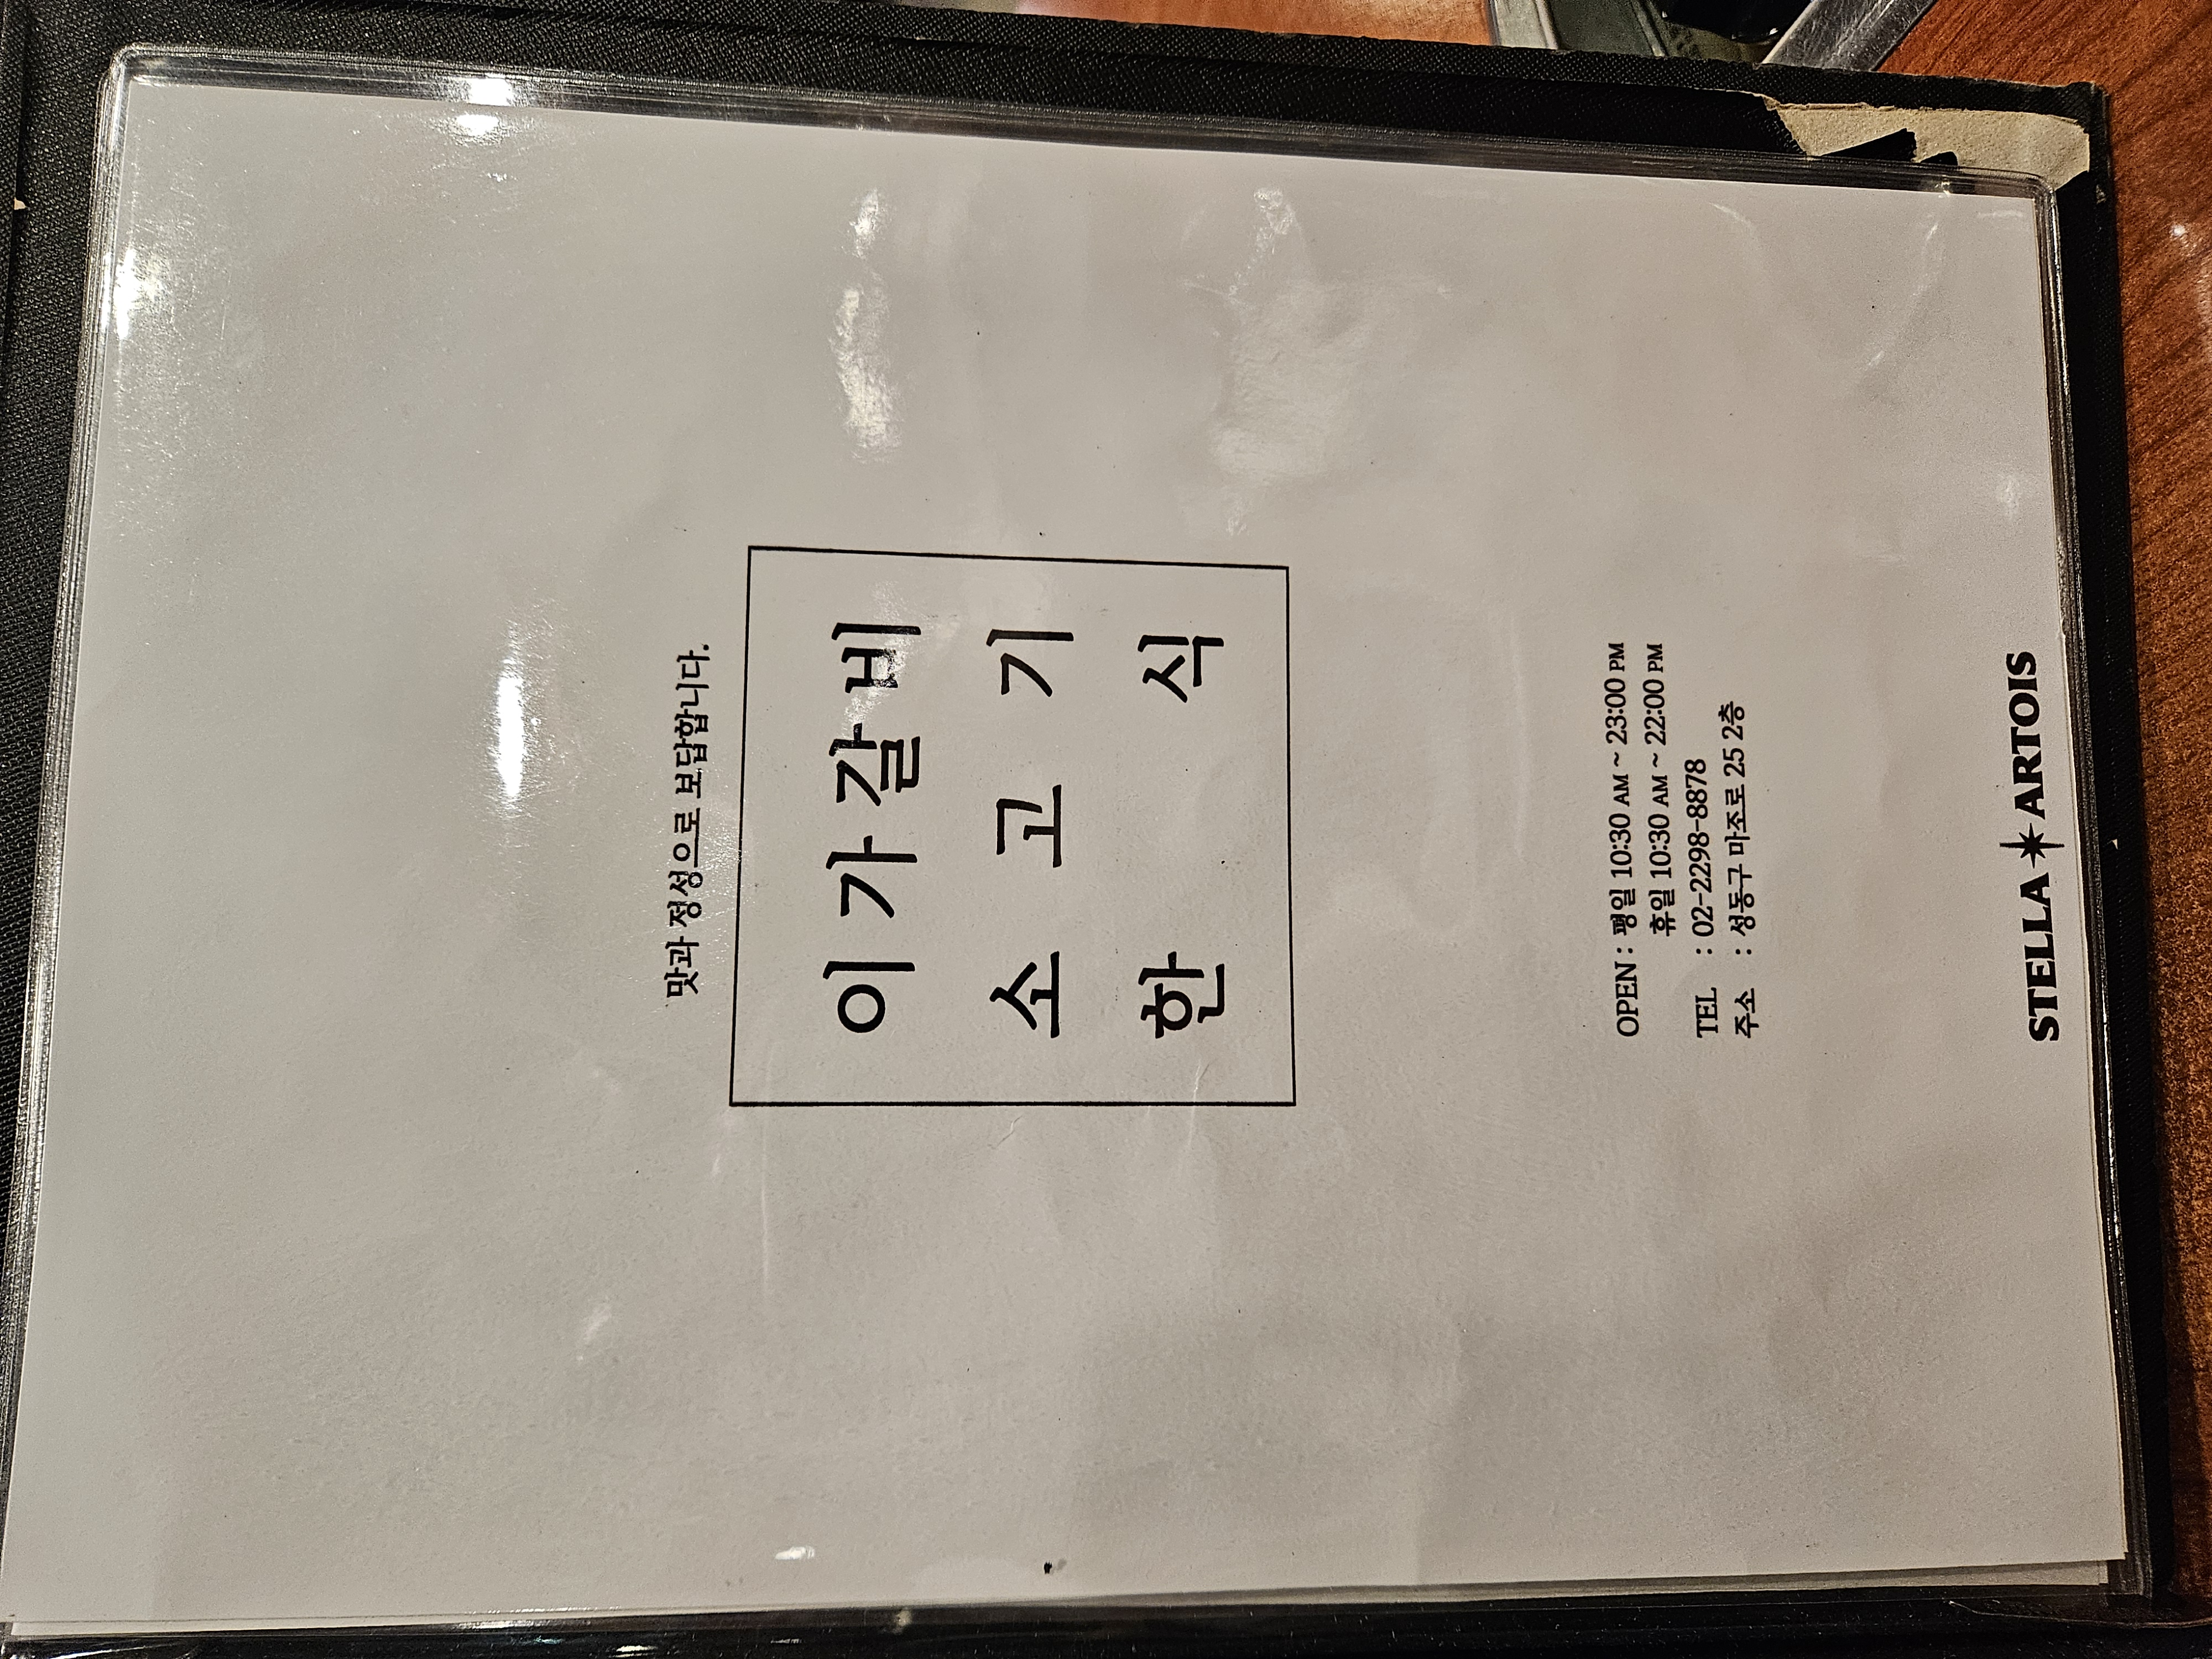 맛과 정성으로 보답합니다.
이가갈비
소고기
한식
OPEN : 평일 10:30 AM ~ 23:00 PM
휴일 10:30 AM ~ 22:00 PM
TEL : 02-2298-8878
주소 : 성동구 마조로 25 2층
STELLA ARTOIS